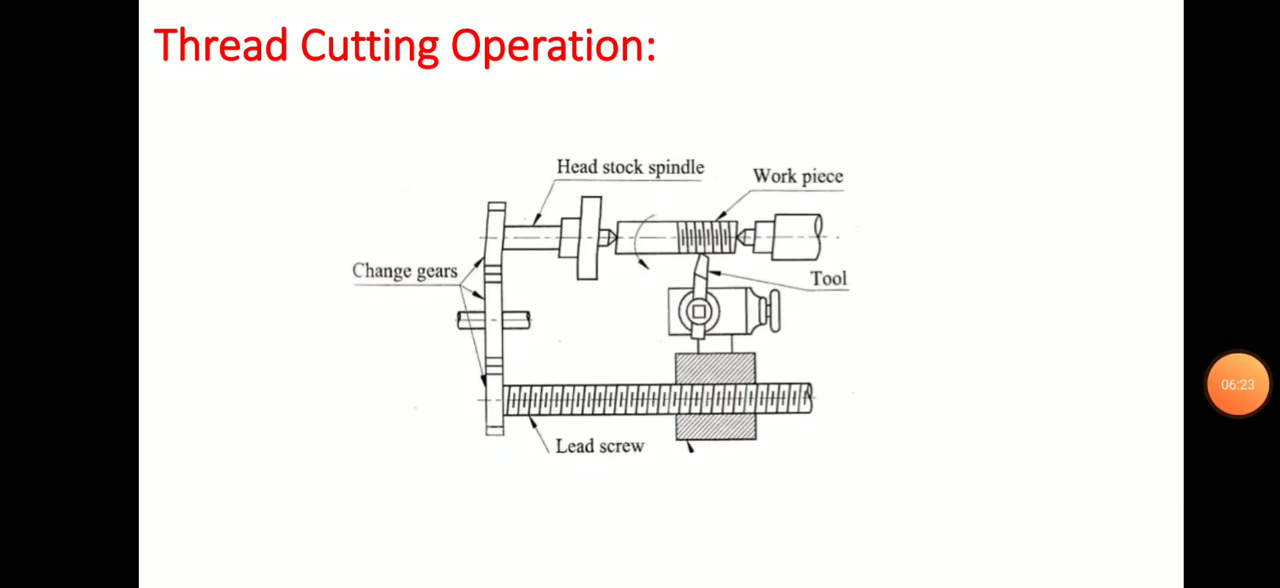 Thread Cutting Operation:
Head stock spindle
Work piece
Change gears
Tool
Lead screw
06:23